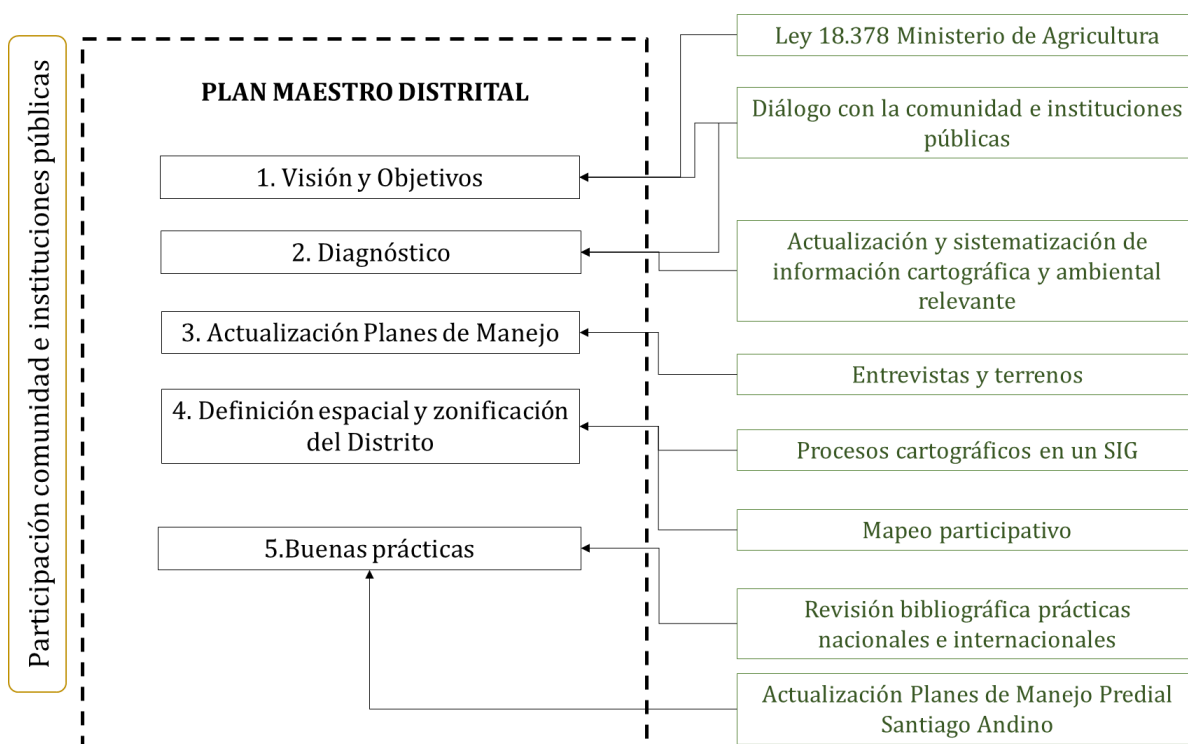 Participación comunidad e instituciones públicas
PLAN MAESTRO DISTRITAL
1. Visión y Objetivos
2. Diagnóstico
3. Actualización Planes de Manejo
4. Definición espacial y zonificación
del Distrito
5.Buenas prácticas
Ley 18.378 Ministerio de Agricultura
Diálogo con la comunidad e instituciones
públicas
Actualización y sistematización de
información cartográfica y ambiental
relevante
Entrevistas y terrenos
Procesos cartográficos en un SIG
Mapeo participativo
Revisión bibliográfica prácticas
nacionales e internacionales
Actualización Planes de Manejo Predial
Santiago Andino